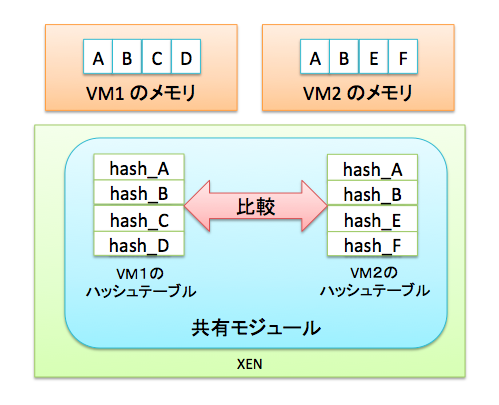 A B C D
VM1 のメモリ
A B E F
VM2 のメモリ
hash_A
hash_B
hash_C
hash_D
VM1の
ハッシュテーブル
比較
hash_A
hash_B
hash_E
hash_F
VM2の
ハッシュテーブル
共有モジュール
XEN